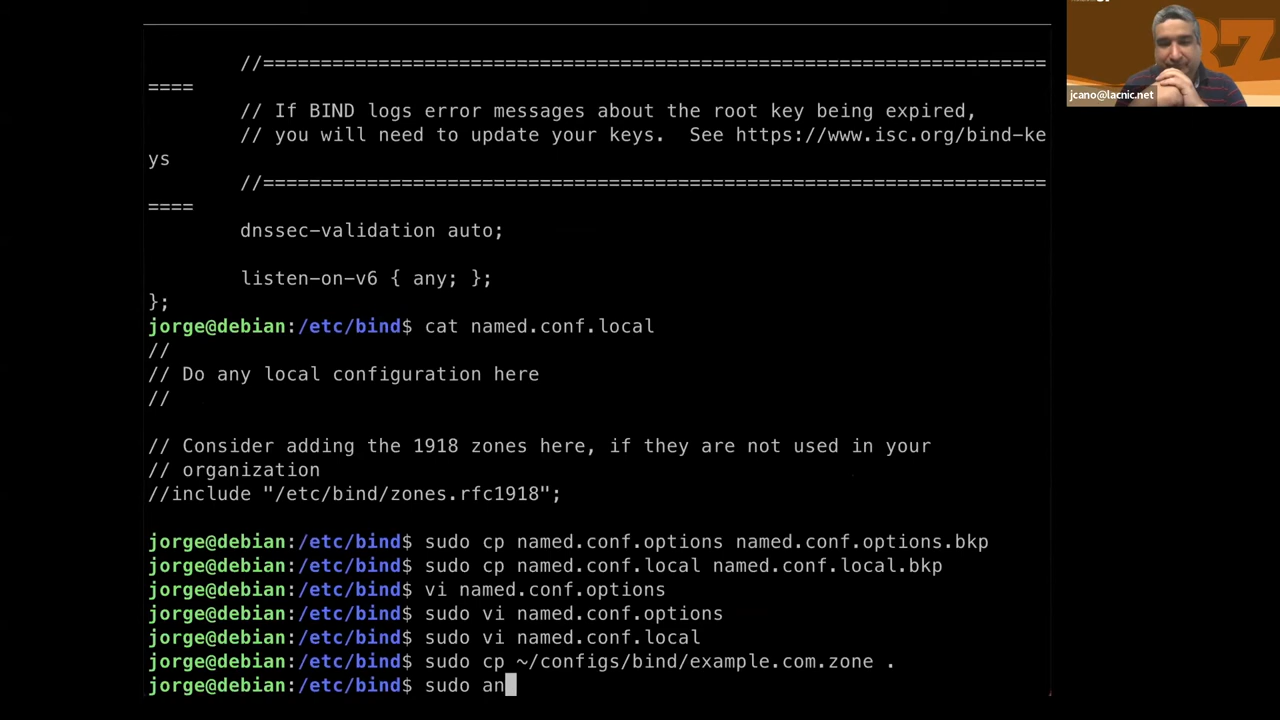 //====================================================================
====
// If BIND logs error messages about the root key being expired,
// you will need to update your keys.  See https://www.isc.org/bind-ke
ys
//====================================================================
====
dnssec-validation auto;
listen-on-v6 { any; };
};
jorge@debian:/etc/bind$ cat named.conf.local
//
// Do any local configuration here
//
// Consider adding the 1918 zones here, if they are not used in your
// organization
//include "/etc/bind/zones.rfc1918";
jorge@debian:/etc/bind$ sudo cp named.conf.options named.conf.options.bkp
jorge@debian:/etc/bind$ sudo cp named.conf.local named.conf.local.bkp
jorge@debian:/etc/bind$ vi named.conf.options
jorge@debian:/etc/bind$ sudo vi named.conf.options
jorge@debian:/etc/bind$ sudo vi named.conf.local
jorge@debian:/etc/bind$ sudo cp ~/configs/bind/example.com.zone .
jorge@debian:/etc/bind$ sudo an
jcano@lacnic.net